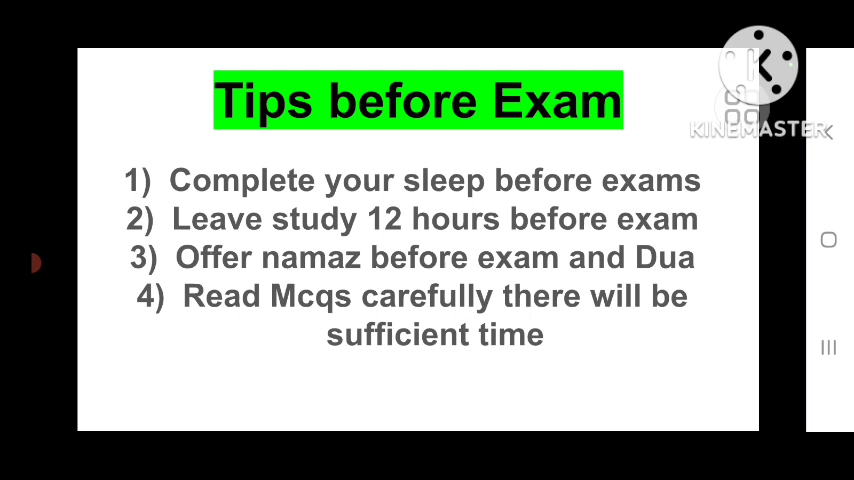 Tips before Exam
KINEMASTER
1) Complete your sleep before exams
2) Leave study 12 hours before exam
3) Offer namaz before exam and Dua
4) Read Mcqs carefully there will be
sufficient time